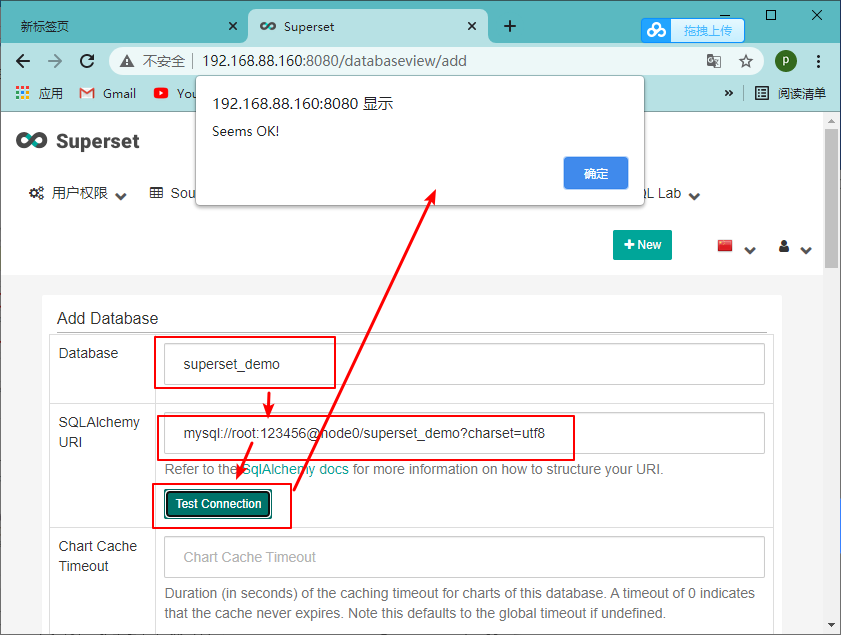 新标签页
Superset
拖拽上传
不安全
192.168.88.160:8080/databaseview/add
P
应用
Gmail
阅读清单
192.168.88.160:8080 显示
Seems OK!
确定
Superset
用户权限
Lab
New
Add Database
Database
superset_demo
SQLAlchemy
URI
mysql://root:123456@node0/superset_demo?charset=utf8
Refer to the SqlAlchemy docs for more information on how to structure your URI.
Test Connection
Chart Cache
Timeout
Chart Cache Timeout
Duration (in seconds) of the caching timeout for charts of this database. A timeout of 0 indicates
that the cache never expires. Note this defaults to the global timeout if undefined.